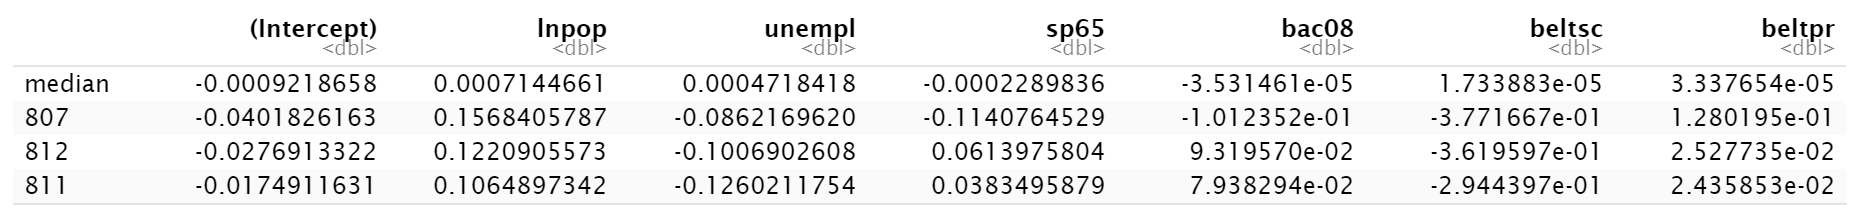 (Intercept) lnpop unempl sp65 bac08 beltsc beltpr
<dbl> <dbl> <dbl> <dbl> <dbl> <dbl> <dbl>
median -0.0009218658 0.0007144661 0.0004718418 -0.0002289836 -3.531461e-05 1.733883e-05 3.337654e-05
807 -0.0401826163 0.1568405787 -0.0862169620 -0.1140764529 -1.012352e-01 -3.771667e-01 1.280195e-01
812 -0.0276913322 0.1220905573 -0.1006902608 0.0613975804 9.319570e-02 -3.619597e-01 2.527735e-02
811 -0.0174911631 0.1064897342 -0.1260211754 0.0383495879 7.938294e-02 -2.944397e-01 2.435853e-02